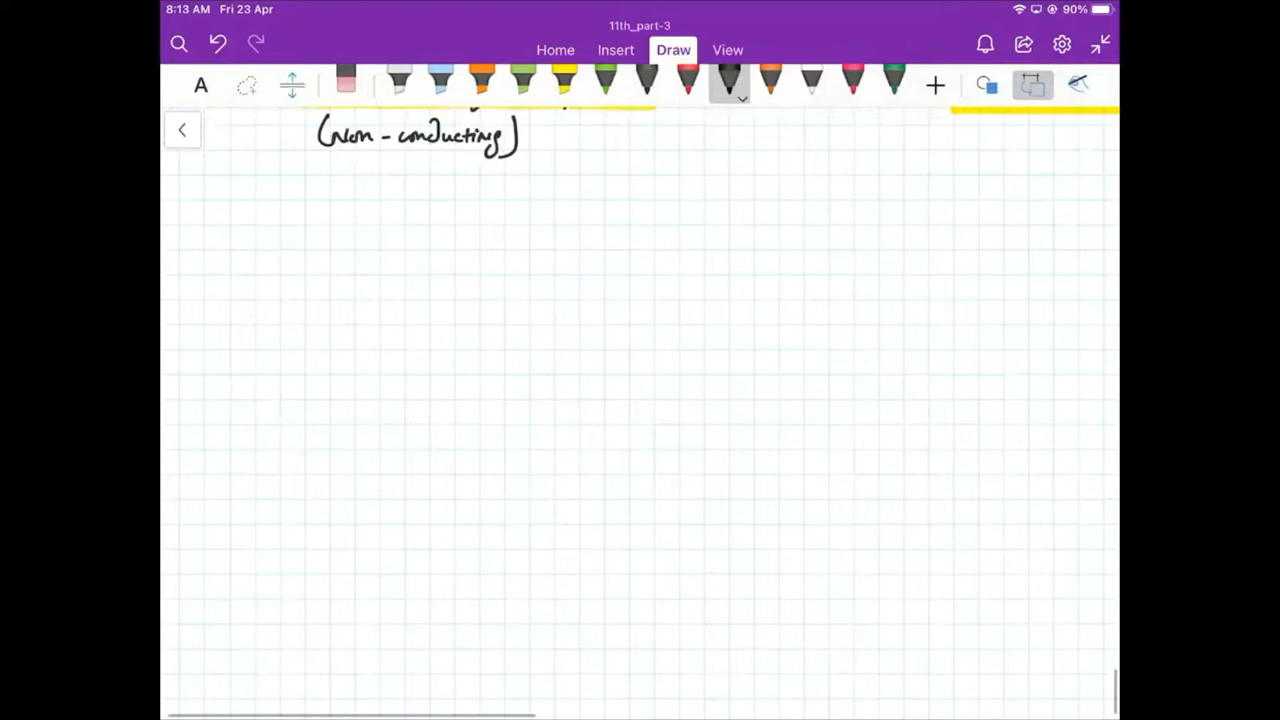 8:13 AM Fri 23 Apr
90%
11th_part-3
Home Insert Draw View
A
(Non - conducting)